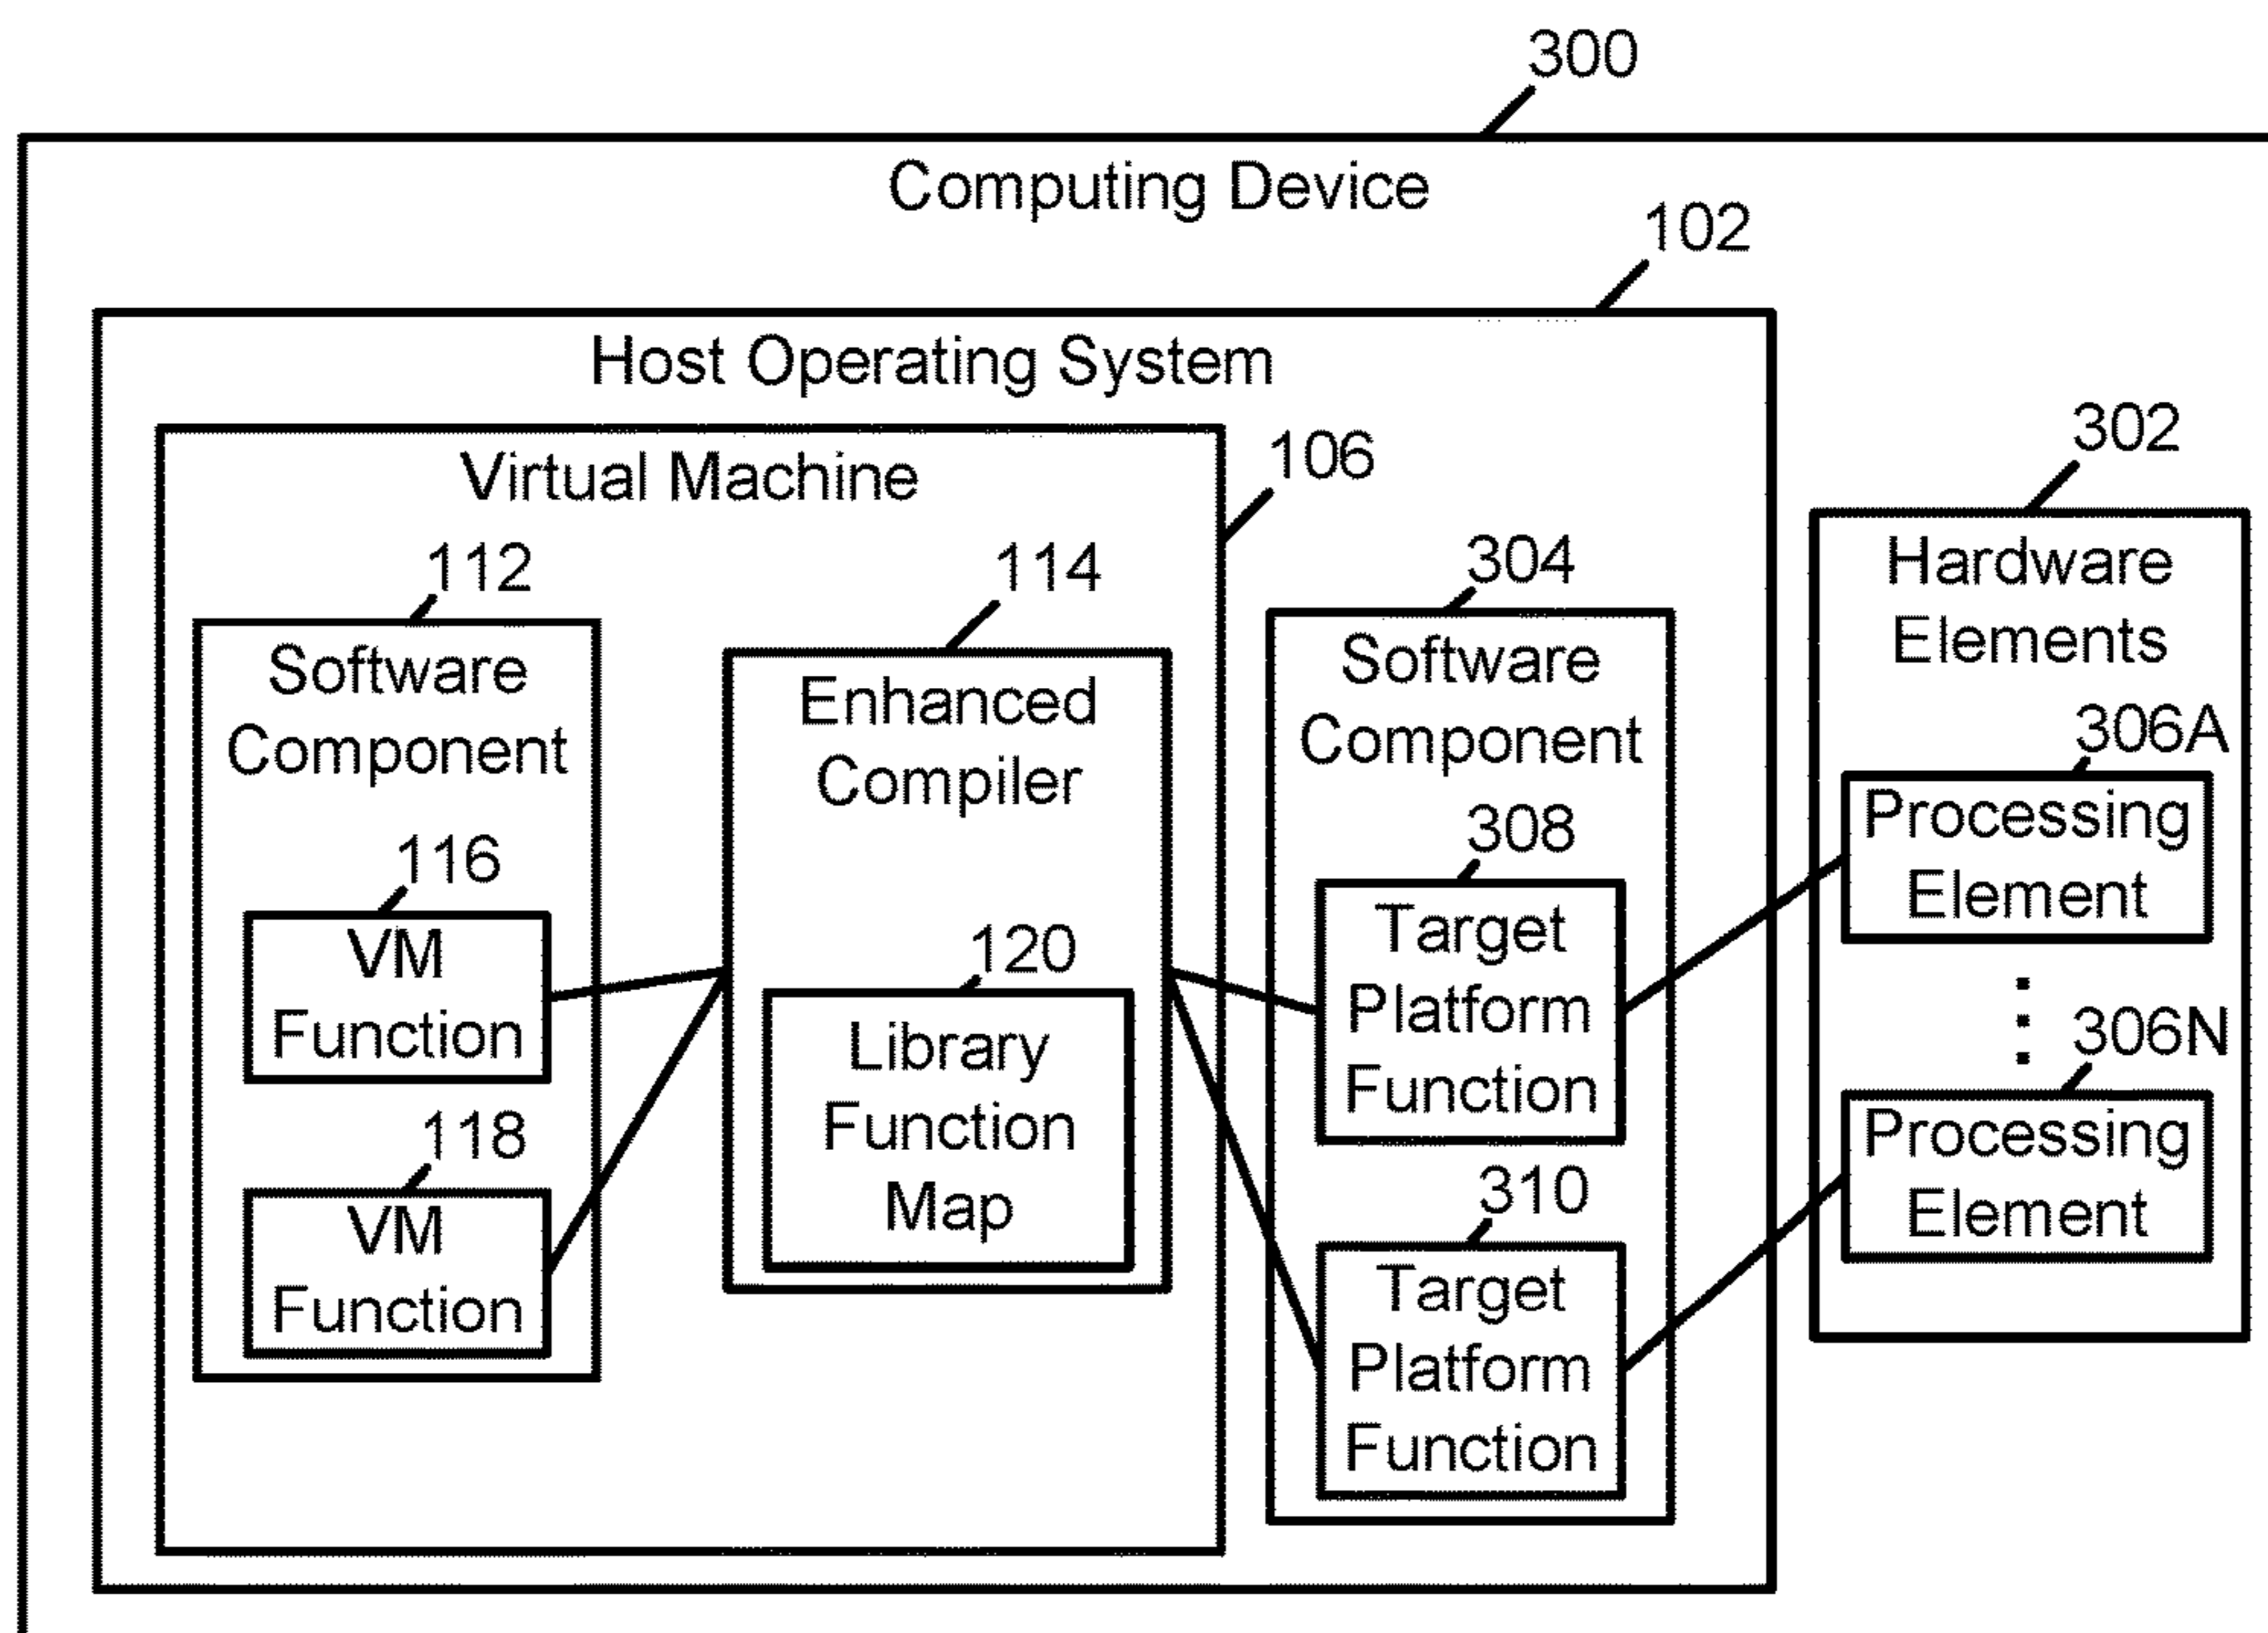 300
Computing Device
102
Host Operating System
106
Virtual Machine
112
Software
Component
116
VM
Function
118
VM
Function
114
Enhanced
Compiler
120
Library
Function
Map
304
Software
Component
308
Target
Platform
Function
310
Target
Platform
Function
302
Hardware
Elements
306A
Processing
Element
306N
Processing
Element